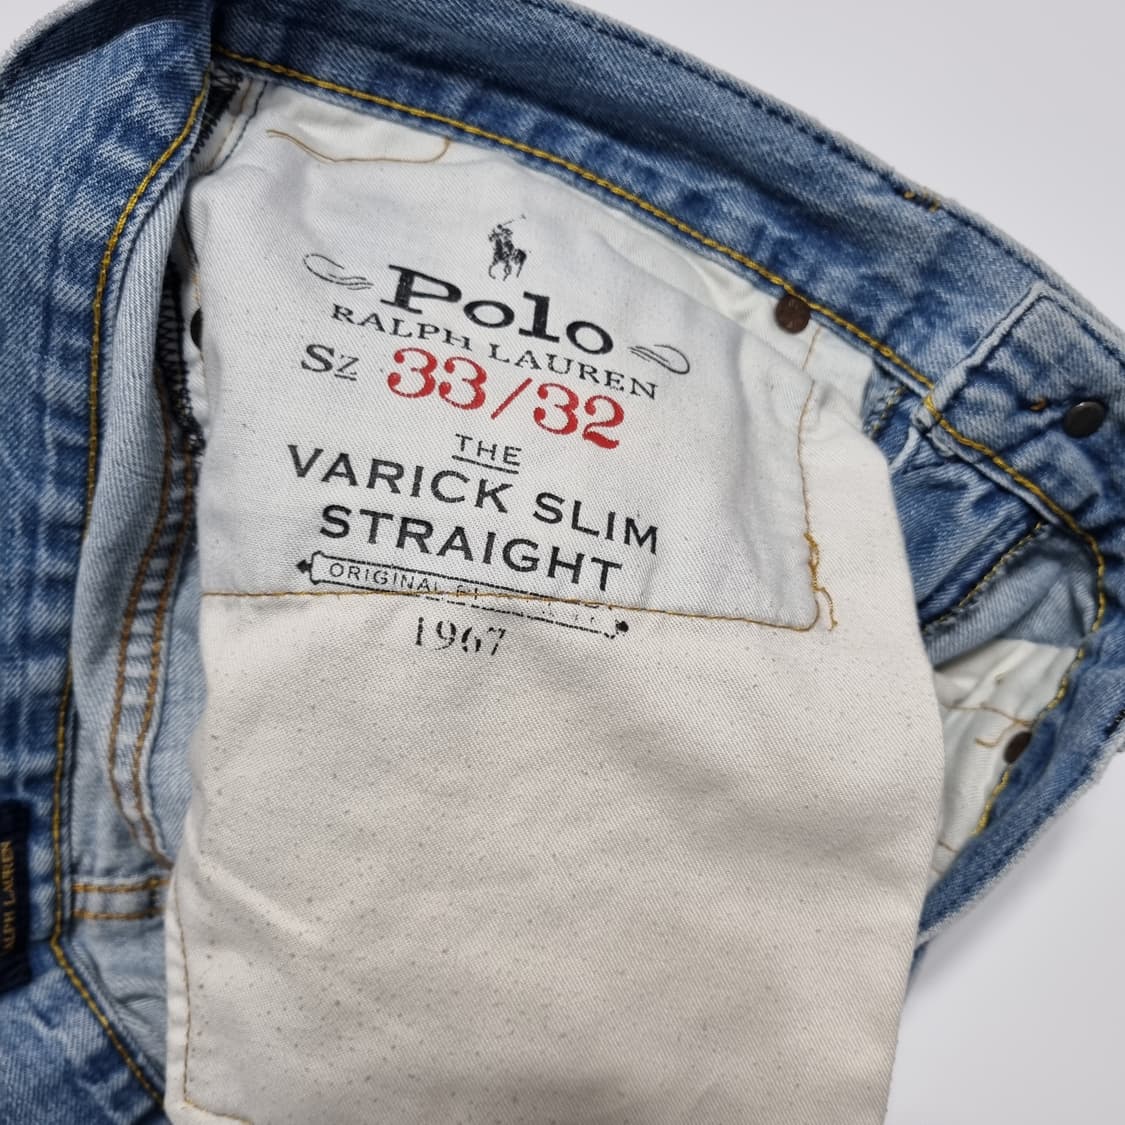 Polo
RALPH LAUREN
Sz 33/32
THE
VARICK SLIM
STRAIGHT
ORIGINAL
1967
RALPH LAUREN